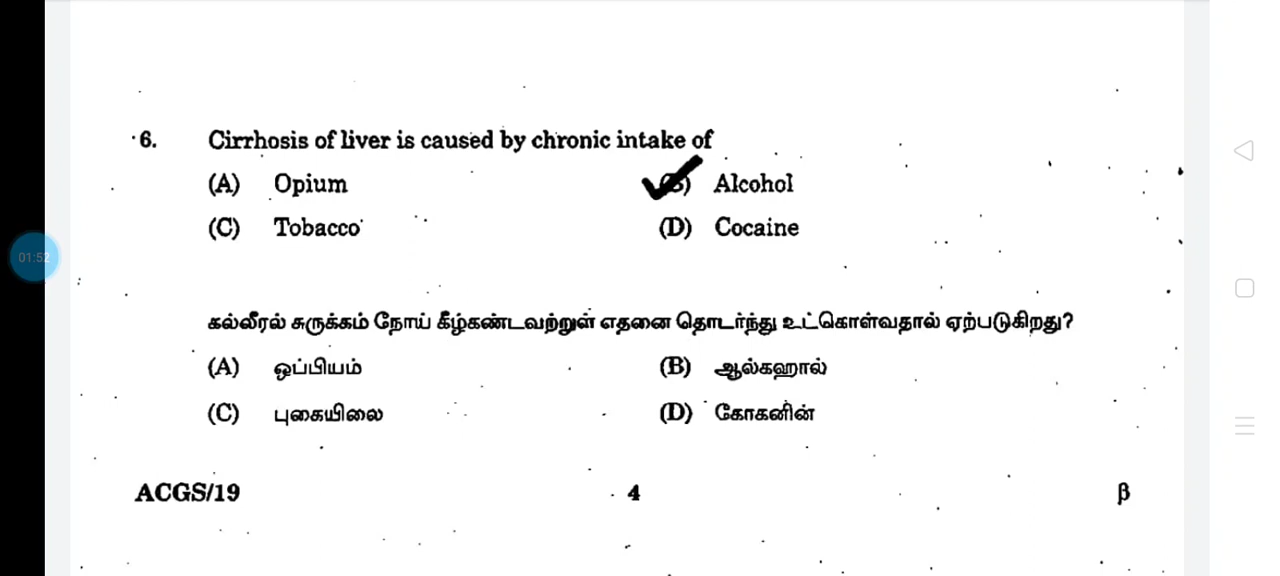 6. Cirrhosis of liver is caused by chronic intake of
(A) Opium (B) Alcohol
(C) Tobacco (D) Cocaine
01:52
கல்லீரல் சுருக்கம் நோய் கீழ்கண்டவற்றுள் எதனை தொடர்ந்து உட்கொள்வதால் ஏற்படுகிறது?
(A) ஒப்பியம் (B) ஆல்கஹால்
(C) புகையிலை (D) கோகனின்
ACGS/19 4 β